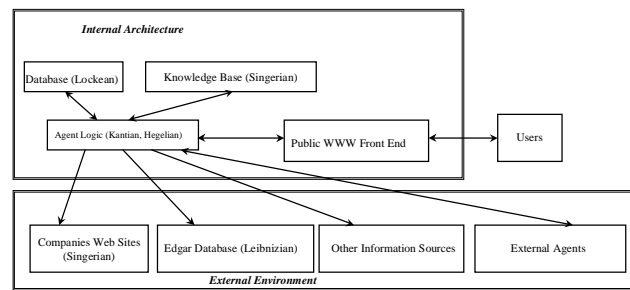 Internal Architecture
Database (Lockean)
Knowledge Base (Singerian)
Agent Logic (Kantian, Hegelian)
Public WWW Front End
Users
Companies Web Sites
(Singerian)
Edgar Database (Leibnizian)
Other Information Sources
External Agents
External Environment